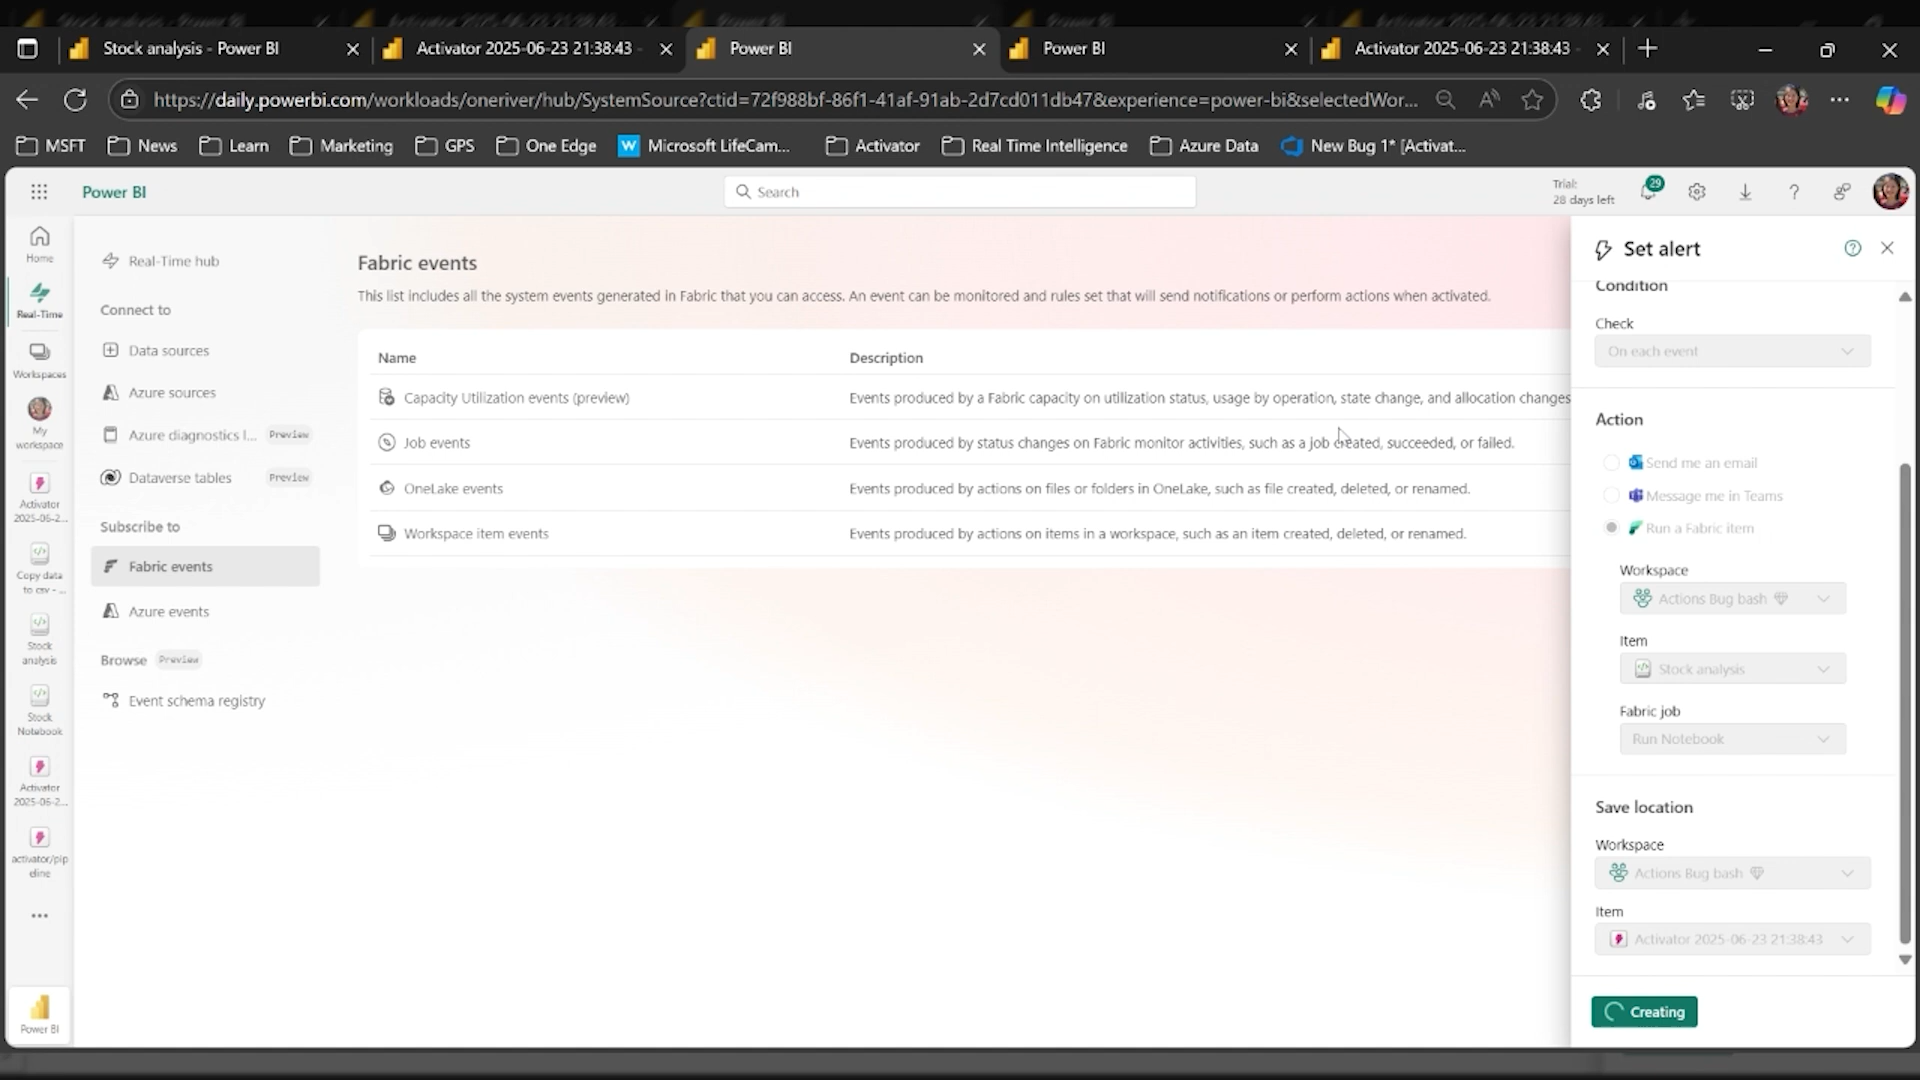 Stock analysis - Power BI
Activator 2025-06-23 21:38:43 -
Power BI
Power BI
Activator 2025-06-23 21:38:43 -
https://daily.powerbi.com/workloads/oneriver/hub/SystemSource?ctid=72f988bf-86f1-41af-91ab-2d7cd011db47&experience=power-bi&selectedWor...
MSFT
News
Learn
Marketing
GPS
One Edge
W
Microsoft LifeCam...
Activator
Real Time Intelligence
Azure Data
New Bug 1* [Activat...
Power BI
Search
Trial:
28 days left
29
Home
Real-Time
Workspaces
My
workspace
Activator
2025-06-2...
Copy data
to csv - ...
Stock
analysis
Stock
Notebook
Activator
2025-06-2...
activator/pip
eline
Power BI
Real-Time hub
Connect to
Data sources
Azure sources
Azure diagnostics l... Preview
Dataverse tables Preview
Subscribe to
Fabric events
Azure events
Browse Preview
Event schema registry
Fabric events
This list includes all the system events generated in Fabric that you can access. An event can be monitored and rules set that will send notifications or perform actions when activated.
Name Description
Capacity Utilization events (preview) Events produced by a Fabric capacity on utilization status, usage by operation, state change, and allocation changes
Job events Events produced by status changes on Fabric monitor activities, such as a job created, succeeded, or failed.
OneLake events Events produced by actions on files or folders in OneLake, such as file created, deleted, or renamed.
Workspace item events Events produced by actions on items in a workspace, such as an item created, deleted, or renamed.
Set alert
Condition
Check
On each event
Action
Send me an email
Message me in Teams
Run a Fabric item
Workspace
Actions Bug bash
Item
Stock analysis
Fabric job
Run Notebook
Save location
Workspace
Actions Bug bash
Item
Activator 2025-06-23 21:38:43
Creating